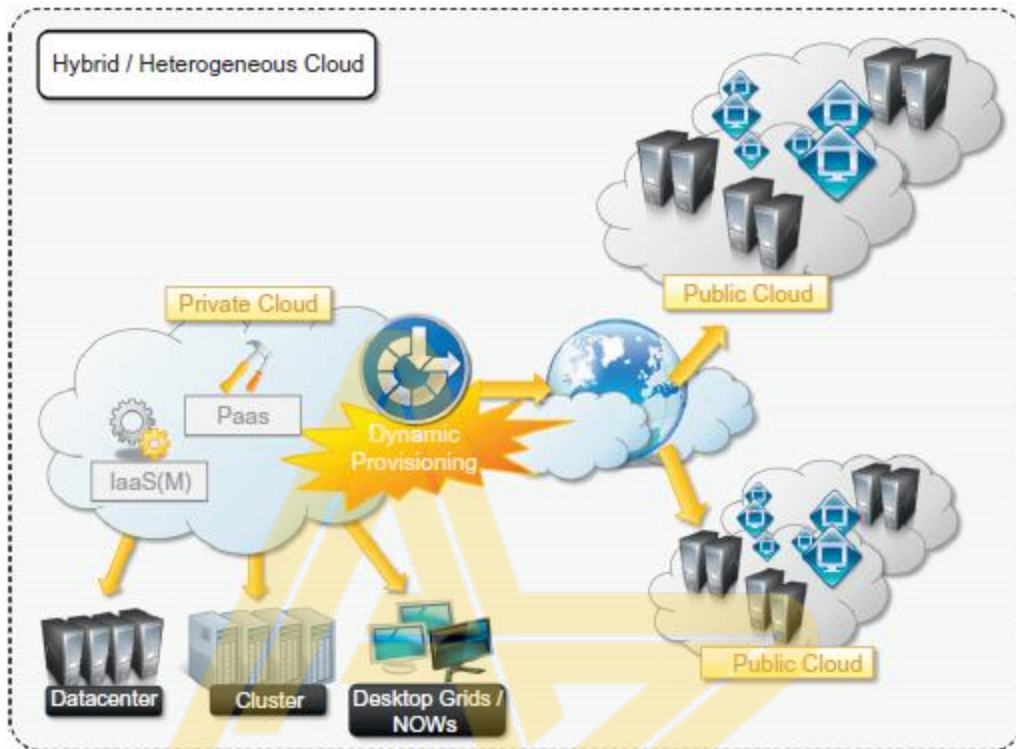 Hybrid / Heterogeneous Cloud
Public Cloud
Private Cloud
Paas
Dynamic
Provisioning
IaaS(M)
Public Cloud
Datacenter
Cluster
Desktop Grids /
NOWs